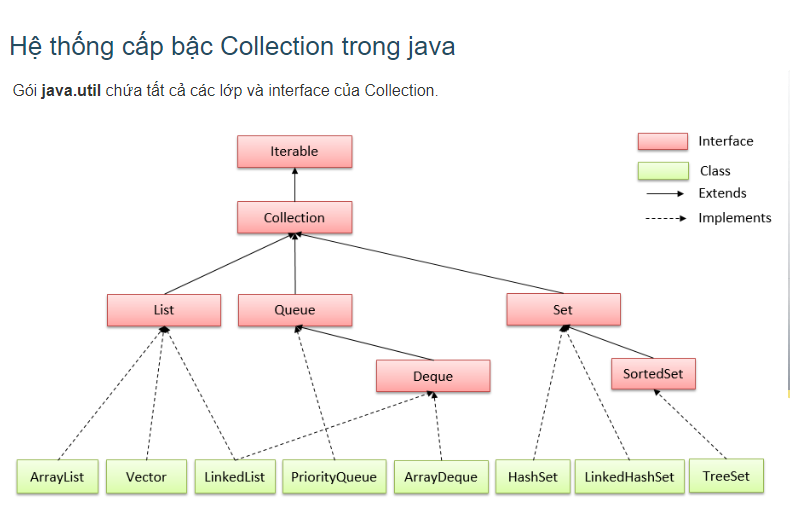 Hệ thống cấp bậc Collection trong java
Gói java.util chứa tất cả các lớp và interface của Collection.
Iterable
Interface
Class
Extends
Implements
Collection
List
Queue
Set
Deque
SortedSet
ArrayList
Vector
LinkedList
PriorityQueue
ArrayDeque
HashSet
LinkedHashSet
TreeSet